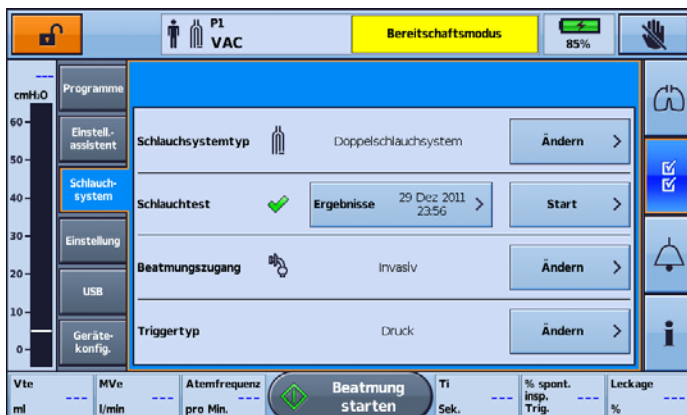 P1
VAC
Bereitschaftsmodus
85%
---
cmH₂O
60
50
40
30
20
10
0
Programme
Einstell.-
assistent
Schlauch-
system
Einstellung
USB
Geräte-
konfig.
Schlauchsystemtyp
Doppelschlauchsystem
Ändern
Schlauchtest
Ergebnisse
29 Dez 2011
23:56
Start
Beatmungszugang
Invasiv
Ändern
Triggertyp
Druck
Ändern
Vte
---
ml
MVe
---
l/min
Atemfrequenz
---
pro Min.
Beatmung
starten
Ti
---
Sek.
% spont.
insp.
Trig.
---
Leckage
---
%